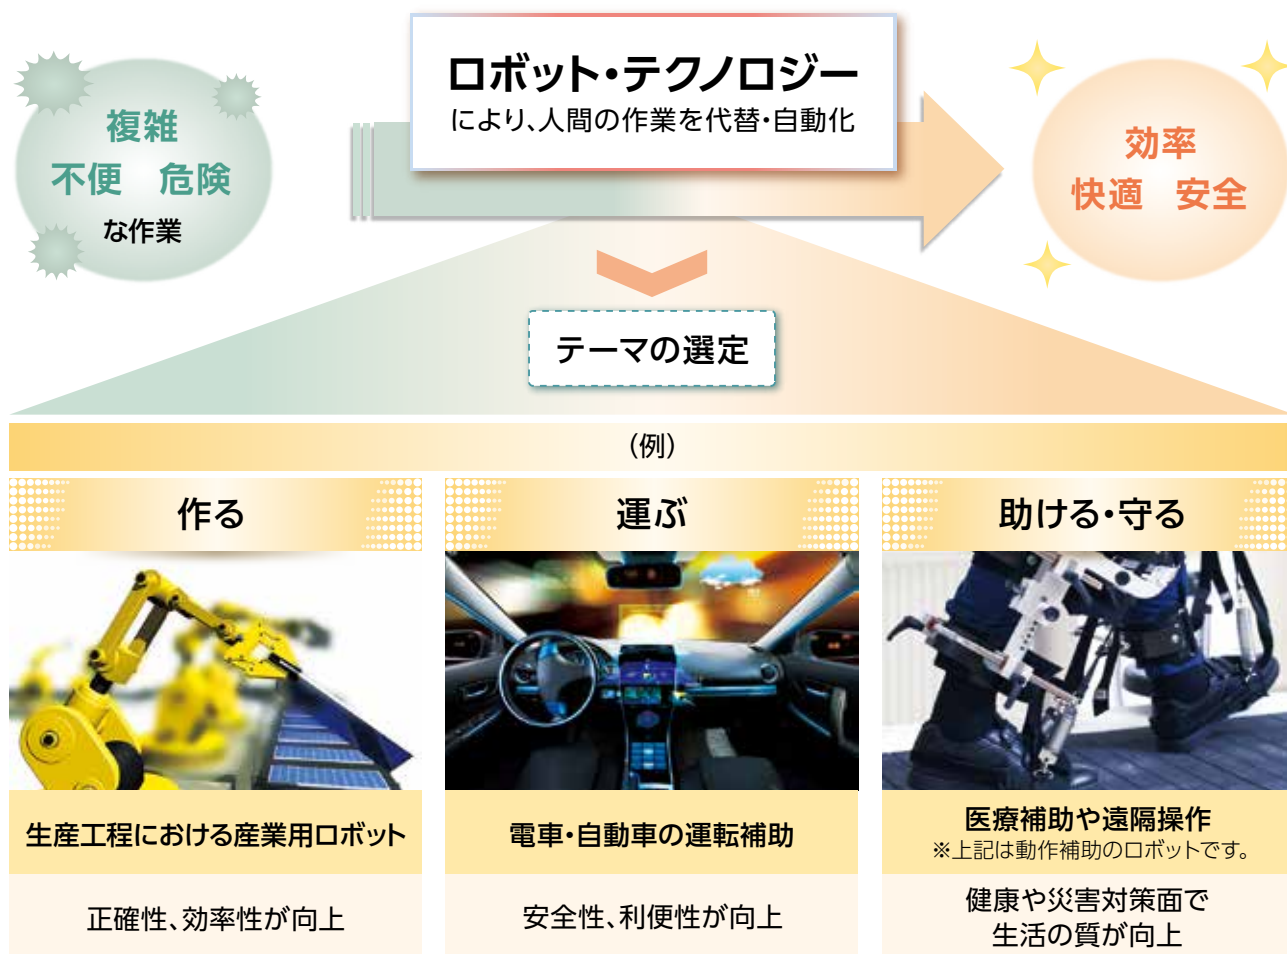 複雑
不便 危険
な作業
ロボット・テクノロジー
により、人間の作業を代替・自動化
効率
快適 安全
テーマの選定
(例)
作る
運ぶ
助ける・守る
生産工程における産業用ロボット
電車・自動車の運転補助
医療補助や遠隔操作
※上記は動作補助のロボットです。
正確性、効率性が向上
安全性、利便性が向上
健康や災害対策面で
生活の質が向上